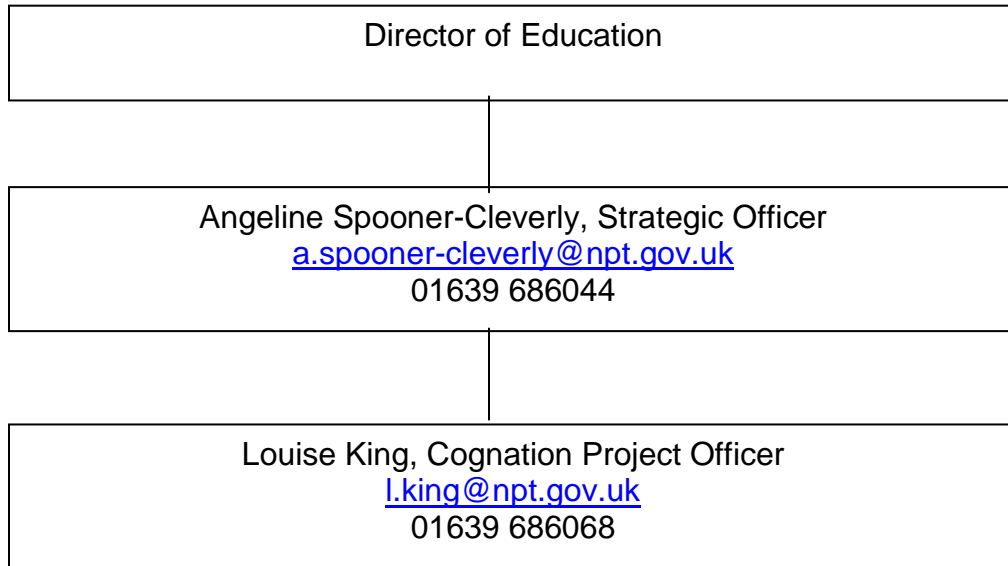 Director of Education
Angeline Spooner-Cleverly, Strategic Officer
a.spooner-cleverly@npt.gov.uk
01639 686044
Louise King, Cognation Project Officer
l.king@npt.gov.uk
01639 686068